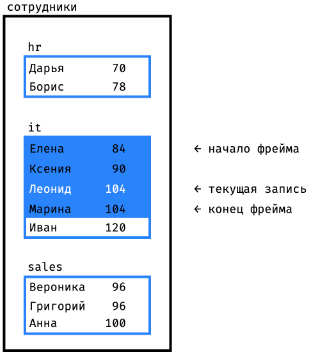 сотрудники
hr
Дарья 70
Борис 78
it
Елена 84 ← начало фрейма
Ксения 90
Леонид 104 ← текущая запись
Марина 104 ← конец фрейма
Иван 120
sales
Вероника 96
Григорий 96
Анна 100